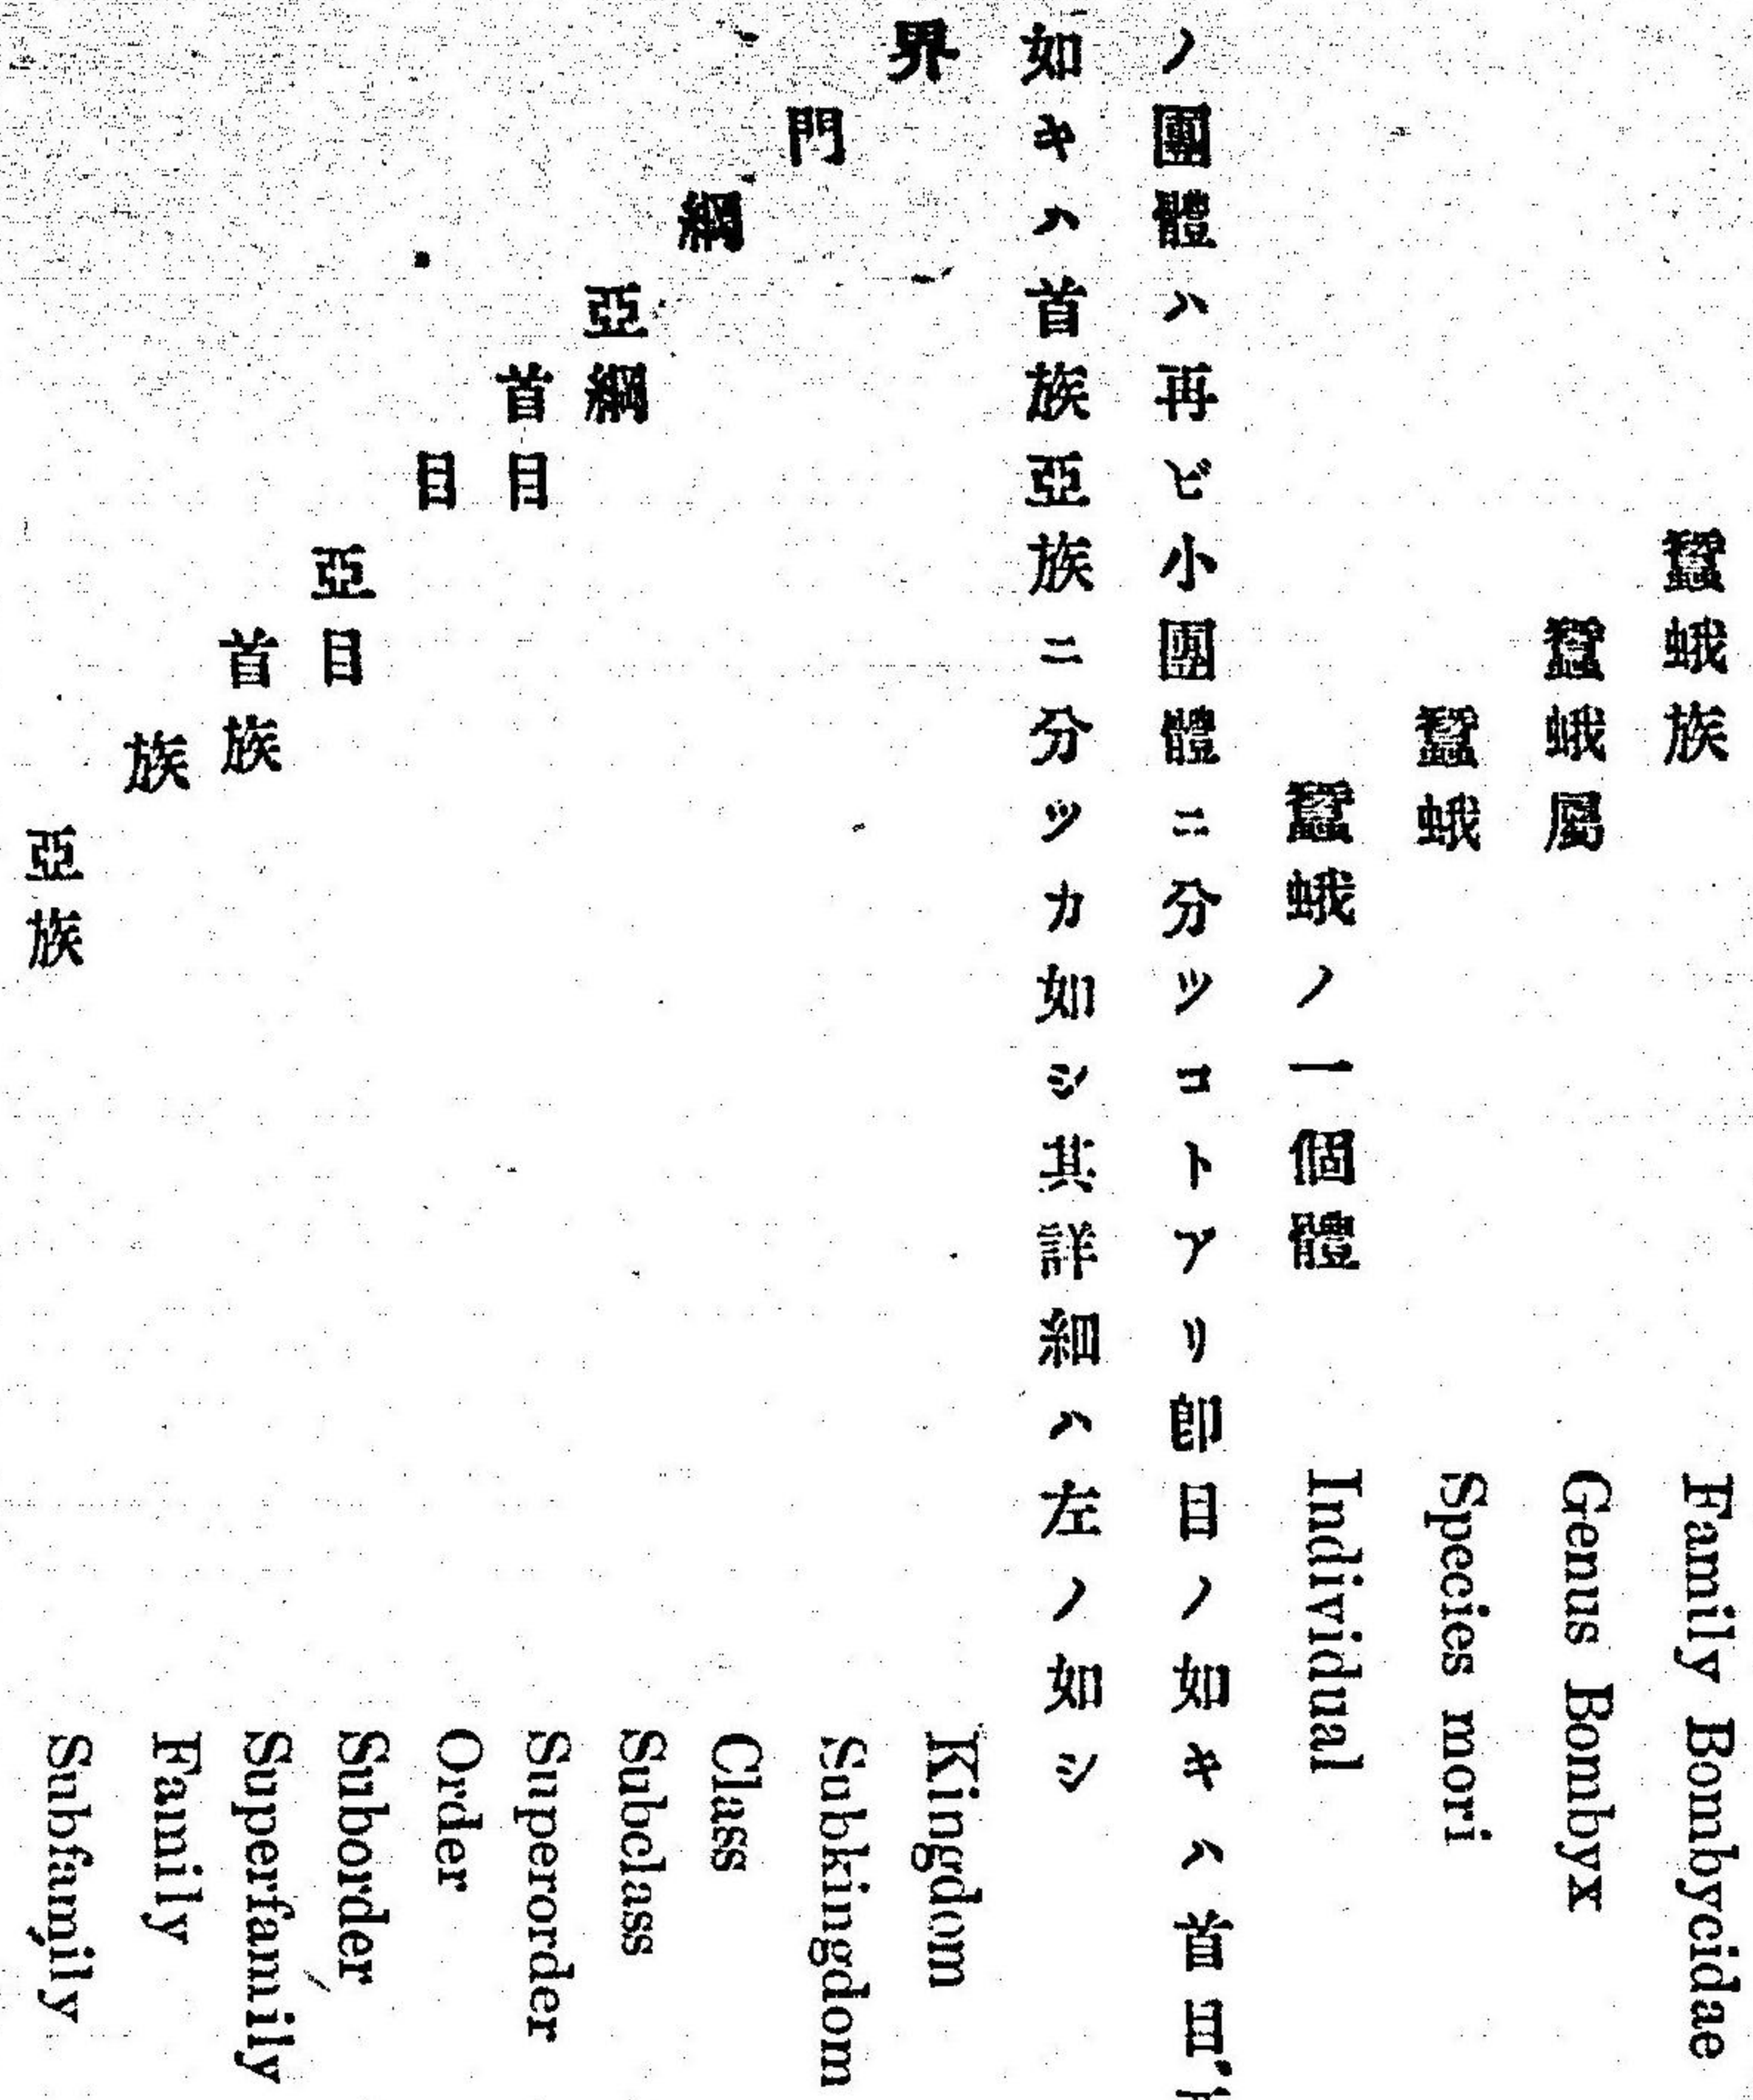 蠶蛾族 Family Bombycidae
蠶蛾屬 Genus Bombyx
蠶蛾 Species mori
蠶蛾ノ一個體 Individual
ノ團體ハ再ビ小團體ニ分ツコトアリ卽目ノ如キハ首目
如キハ首族亞族ニ分ツカ如シ其詳細ハ左ノ如シ
界 Kingdom
門 Subkingdom
綱 Class
亞綱 Subclass
首目 Superorder
目 Order
亞目 Suborder
首族 Superfamily
族 Family
亞族 Subfamily